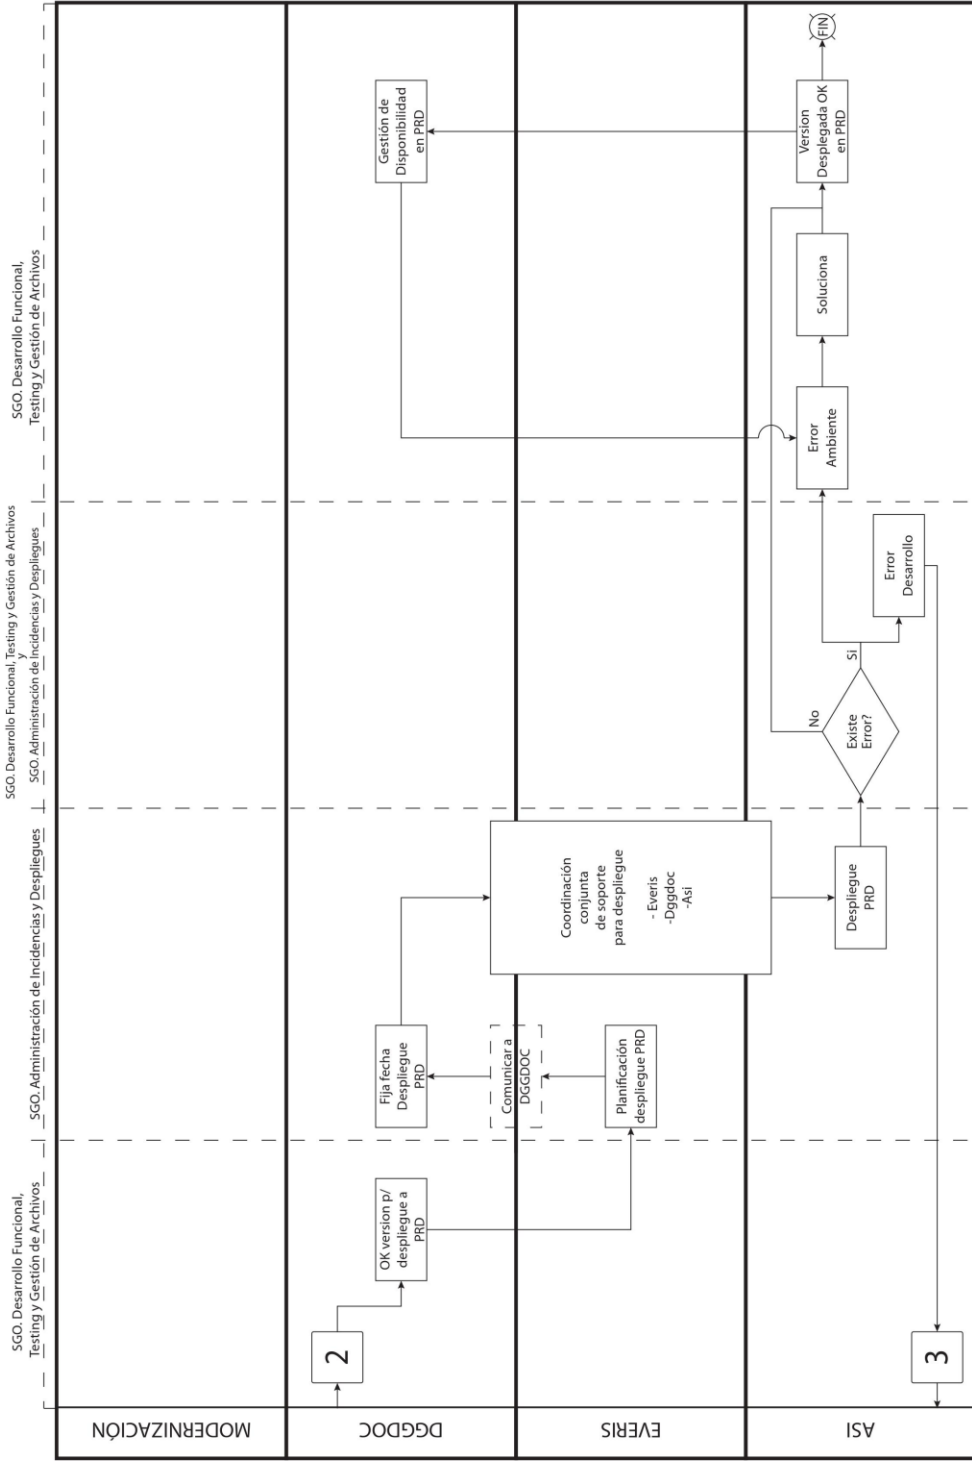 SGO. Desarrollo Funcional,
Testing y Gestión de Archivos
SGO. Administración de Incidencias y Despliegues
SGO. Desarrollo Funcional, Testing y Gestión de Archivos
y
SGO. Administración de Incidencias y Despliegues
SGO. Desarrollo Funcional,
Testing y Gestión de Archivos
MODERNIZACIÓN
DGGDOC
2
OK version p/
despliegue a
PRD
Fija fecha
Despliegue
PRD
Gestión de
Disponibilidad
en PRD
Comunicar a
DGGDOC
EVERIS
Planificación
despliegue PRD
Coordinación
conjunta
de soporte
para despliegue
- Everis
-Dggdoc
-Asi
ASI
3
Despliegue
PRD
Existe
Error?
No
Si
Error
Desarrollo
Error
Ambiente
Soluciona
Version
Desplegada OK
en PRD
FIN